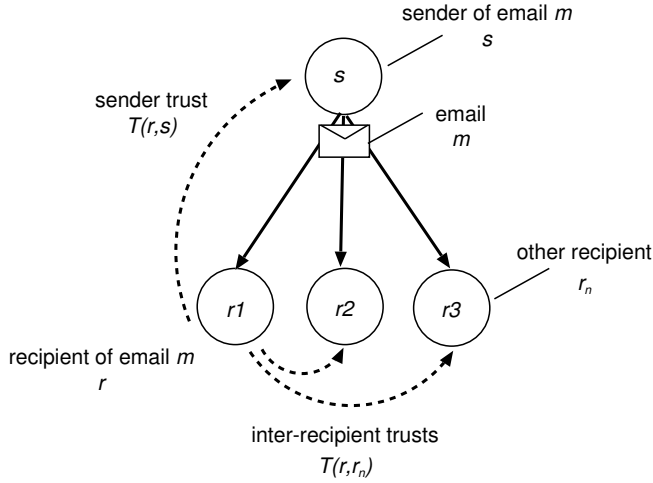 sender of email m
s
s
sender trust
T(r,s)
email
m
other recipient
rn
r1
r2
r3
recipient of email m
r
inter-recipient trusts
T(r,rn)